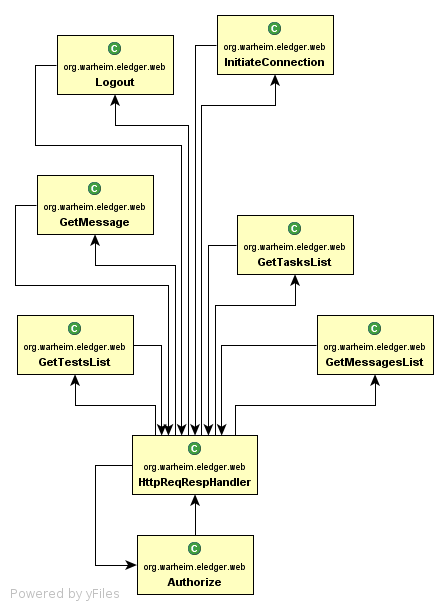 C
org.warheim.eledger.web
InitiateConnection
C
org.warheim.eledger.web
Logout
C
org.warheim.eledger.web
GetMessage
C
org.warheim.eledger.web
GetTasksList
C
org.warheim.eledger.web
GetTestsList
C
org.warheim.eledger.web
GetMessagesList
C
org.warheim.eledger.web
HttpReqRespHandler
C
org.warheim.eledger.web
Authorize
Powered by yFiles